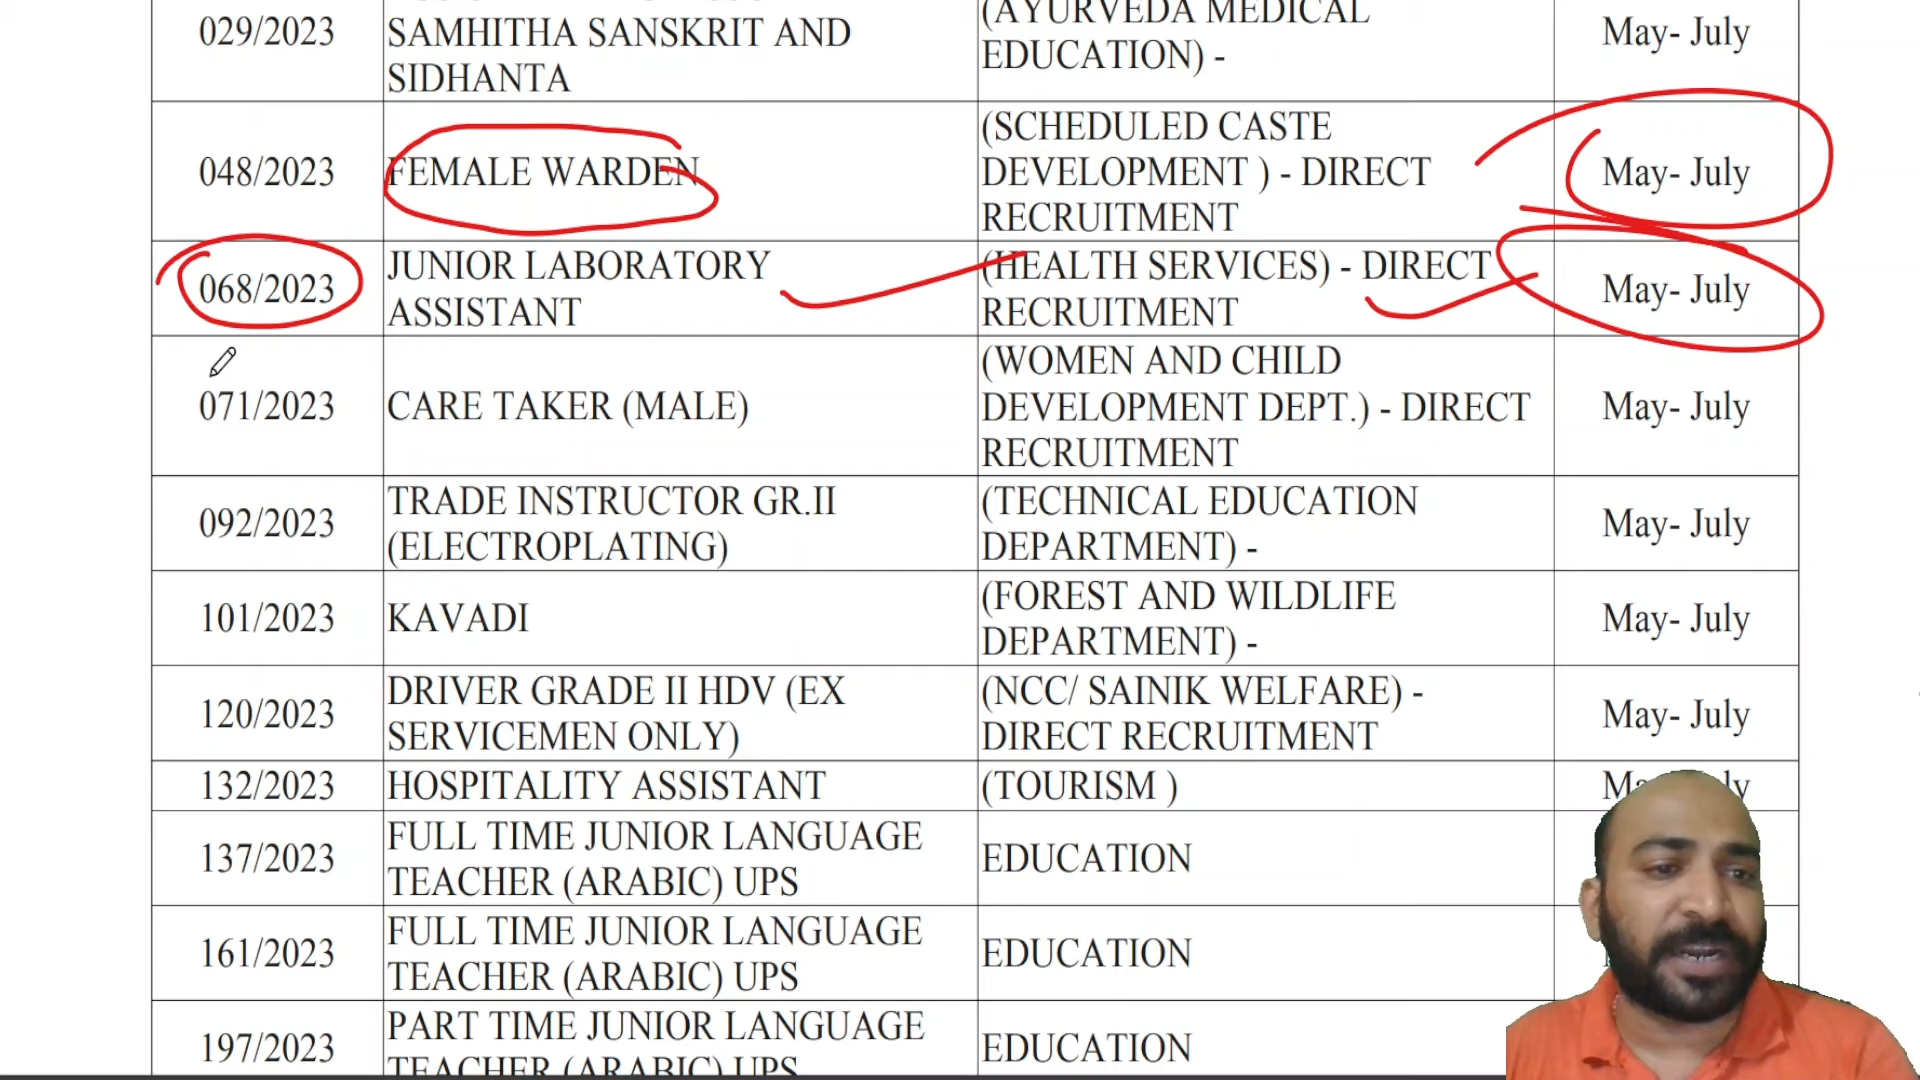 029/2023
SAMHITHA SANSKRIT AND
SIDHANTA
(AYURVEDA MEDICAL
EDUCATION) -
May- July
048/2023
FEMALE WARDEN
(SCHEDULED CASTE
DEVELOPMENT ) - DIRECT
RECRUITMENT
May- July
068/2023
JUNIOR LABORATORY
ASSISTANT
(HEALTH SERVICES) - DIRECT
RECRUITMENT
May- July
071/2023
CARE TAKER (MALE)
(WOMEN AND CHILD
DEVELOPMENT DEPT.) - DIRECT
RECRUITMENT
May- July
092/2023
TRADE INSTRUCTOR GR.II
(ELECTROPLATING)
(TECHNICAL EDUCATION
DEPARTMENT) -
May- July
101/2023
KAVADI
(FOREST AND WILDLIFE
DEPARTMENT) -
May- July
120/2023
DRIVER GRADE II HDV (EX
SERVICEMEN ONLY)
(NCC/ SAINIK WELFARE) -
DIRECT RECRUITMENT
May- July
132/2023
HOSPITALITY ASSISTANT
(TOURISM )
137/2023
FULL TIME JUNIOR LANGUAGE
TEACHER (ARABIC) UPS
EDUCATION
161/2023
FULL TIME JUNIOR LANGUAGE
TEACHER (ARABIC) UPS
EDUCATION
197/2023
PART TIME JUNIOR LANGUAGE
TEACHER (ARABIC) UPS
EDUCATION